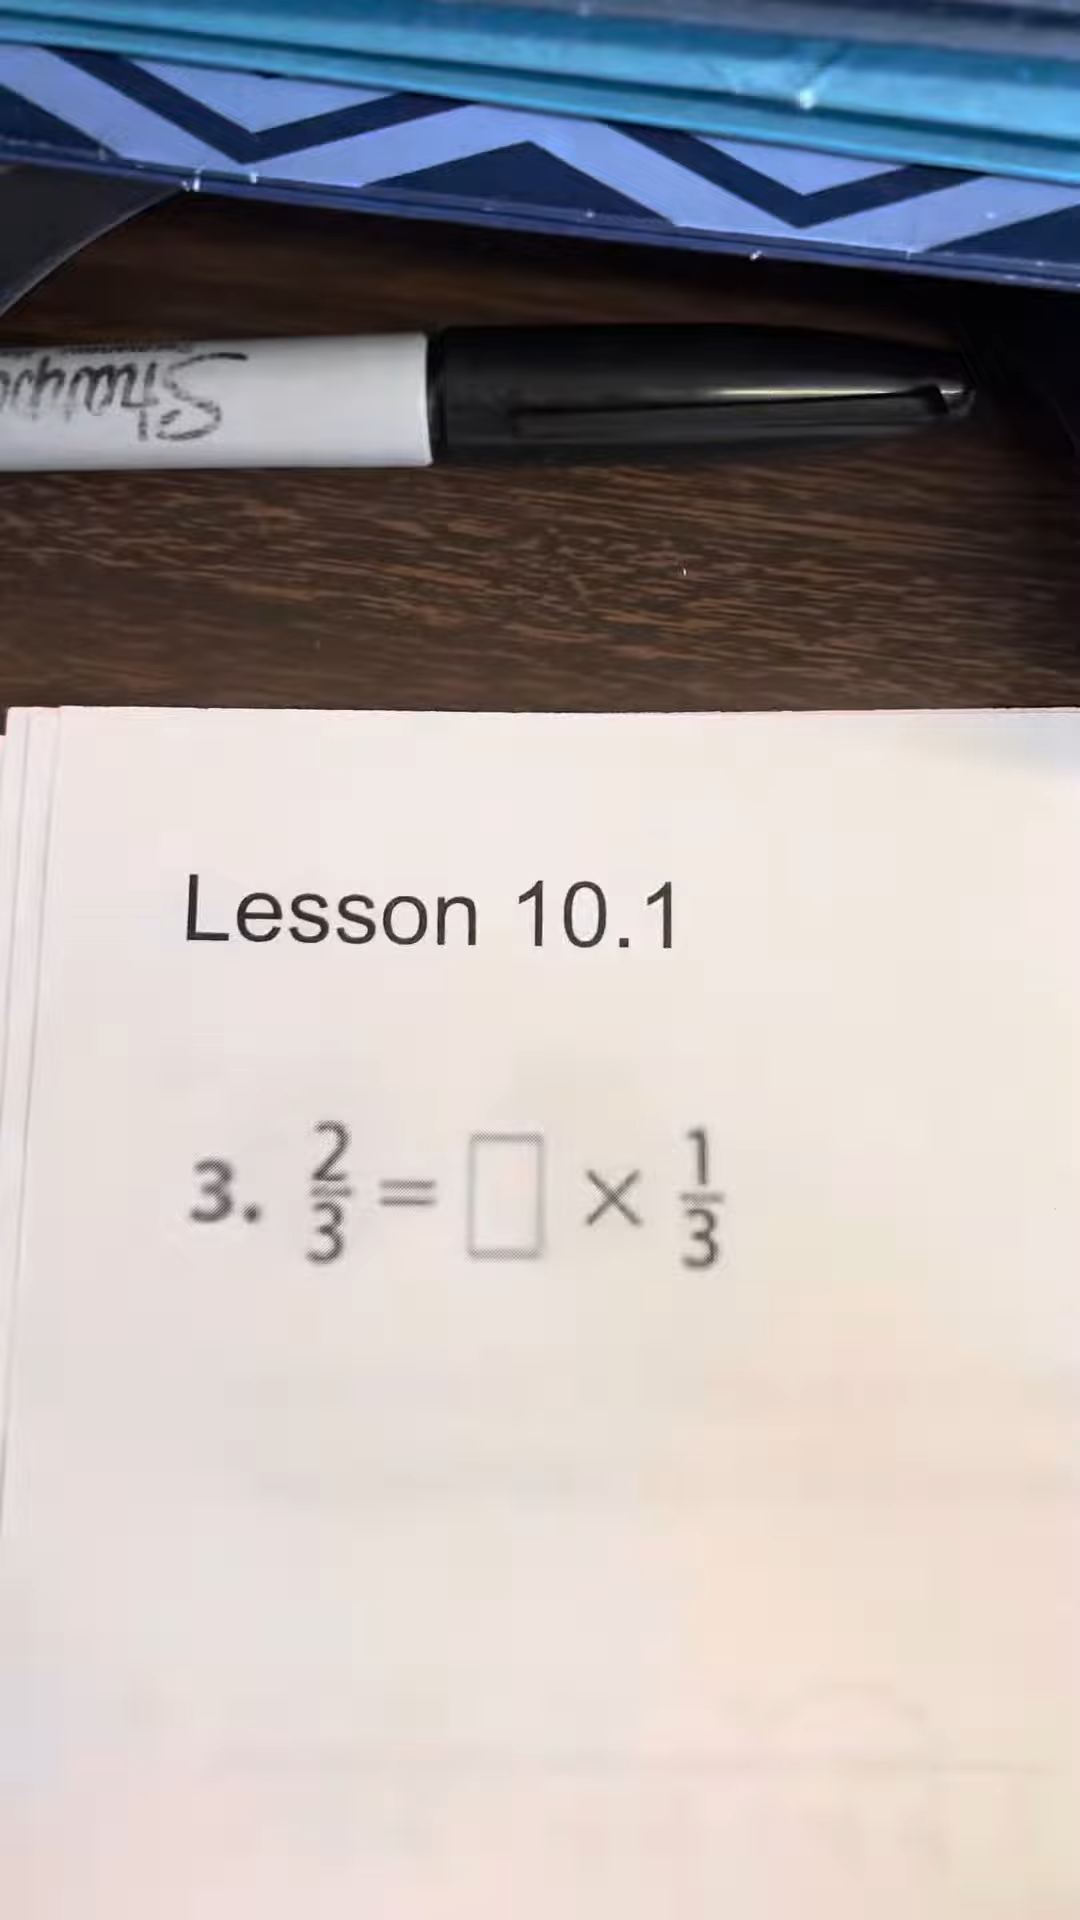 Sharpie
Lesson 10.1
3. 2/3 = □ × 1/3